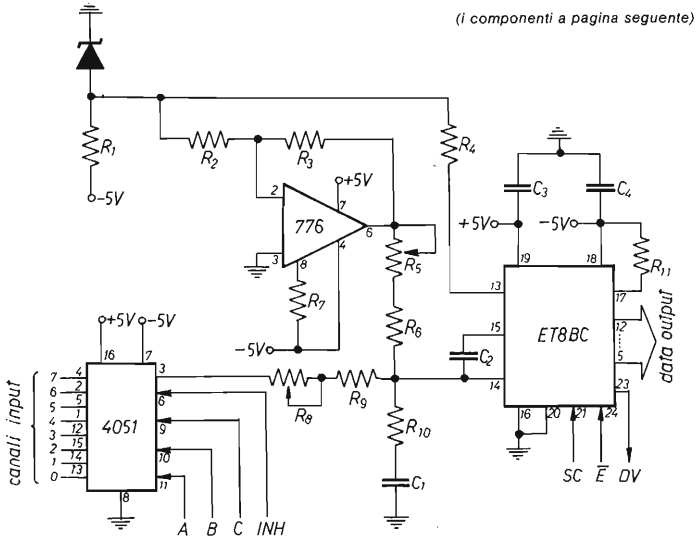 (i componenti a pagina seguente)
R1
-5V
R2
R3
R4
2
+5V
7
776
6
3
8
4
R5
R7
-5V
R6
C3
C4
+5V
-5V
19
18
R11
13
17
15
ET8BC
12
5
data output
C2
14
23
16
20
21
24
SC
E̅
DV
+5V
-5V
16
7
canali input
7
6
5
4
3
2
1
0
4
2
5
1
12
15
14
13
4051
3
6
9
10
11
8
R8
R9
R10
C1
A
B
C
INH